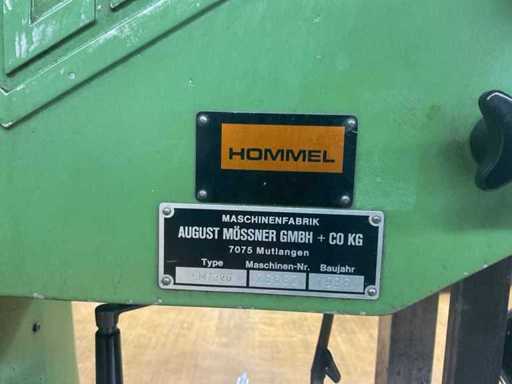 HOMMEL
MASCHINENFABRIK
AUGUST MÖSSNER GMBH + CO KG
7075 Mutlangen
Type Maschinen-Nr. Baujahr